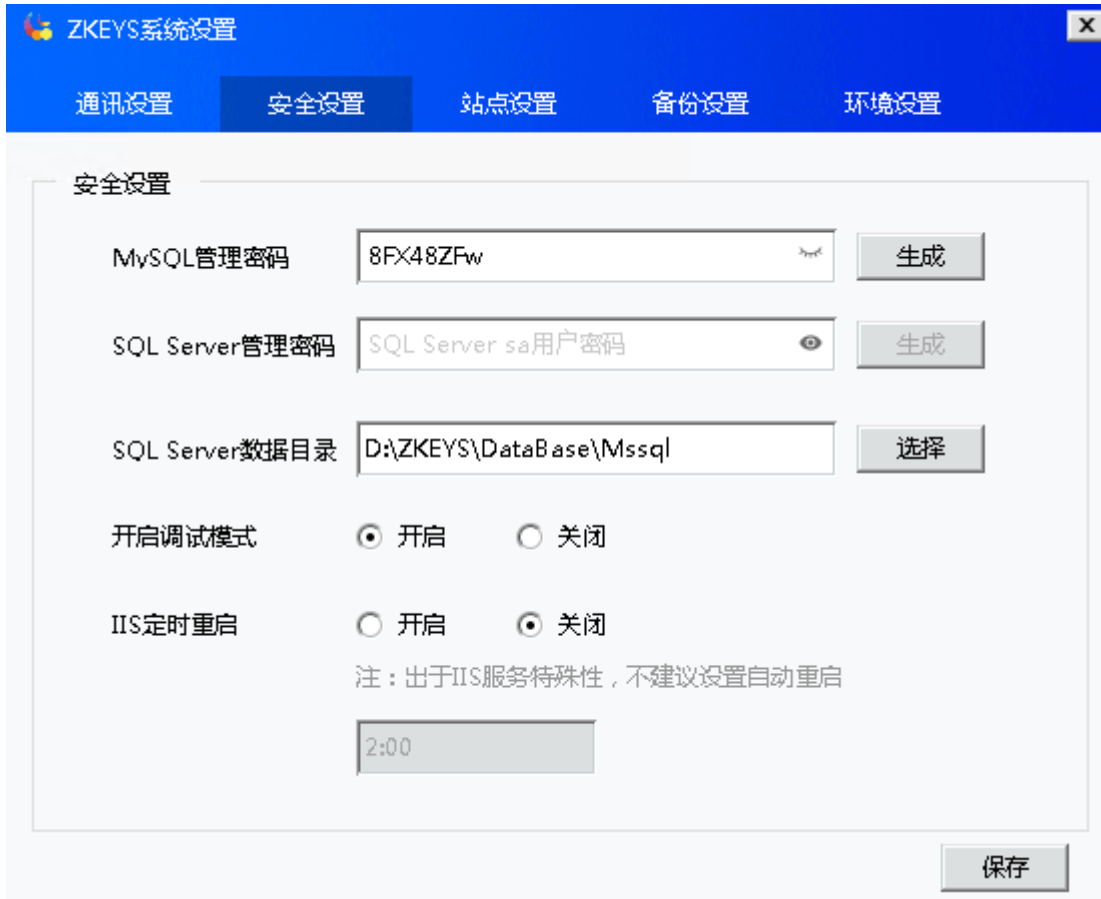 ZKEYS系统设置
通讯设置 安全设置 站点设置 备份设置 环境设置
安全设置
MySQL管理密码 8FX48ZFw 生成
SQL Server管理密码 SQL Server sa用户密码 生成
SQL Server数据目录 D:\ZKEYS\DataBase\Mssql 选择
开启调试模式 开启 关闭
IIS定时重启 开启 关闭
注：出于IIS服务特殊性，不建议设置自动重启
2:00
保存